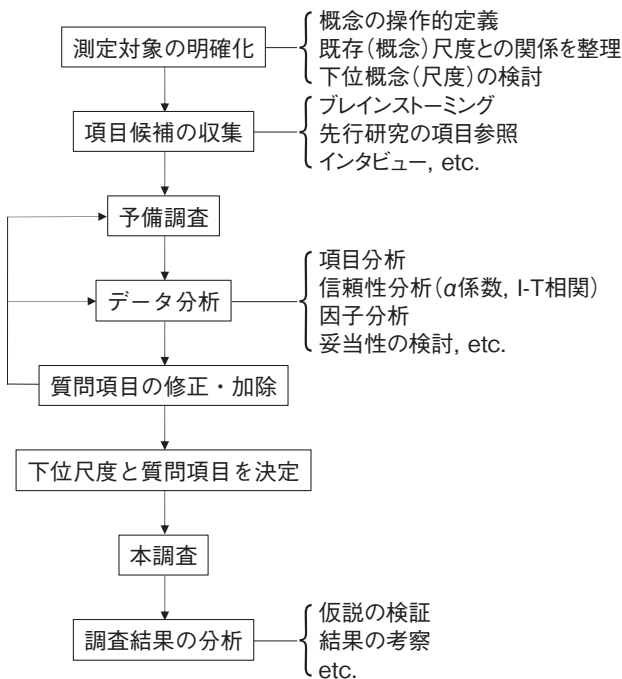 測定対象の明確化
概念の操作的定義
既存(概念)尺度との関係を整理
下位概念(尺度)の検討
項目候補の収集
ブレインストーミング
先行研究の項目参照
インタビュー, etc.
予備調査
データ分析
項目分析
信頼性分析(α係数, I-T相関)
因子分析
妥当性の検討, etc.
質問項目の修正・加除
下位尺度と質問項目を決定
本調査
調査結果の分析
仮説の検証
結果の考察
etc.